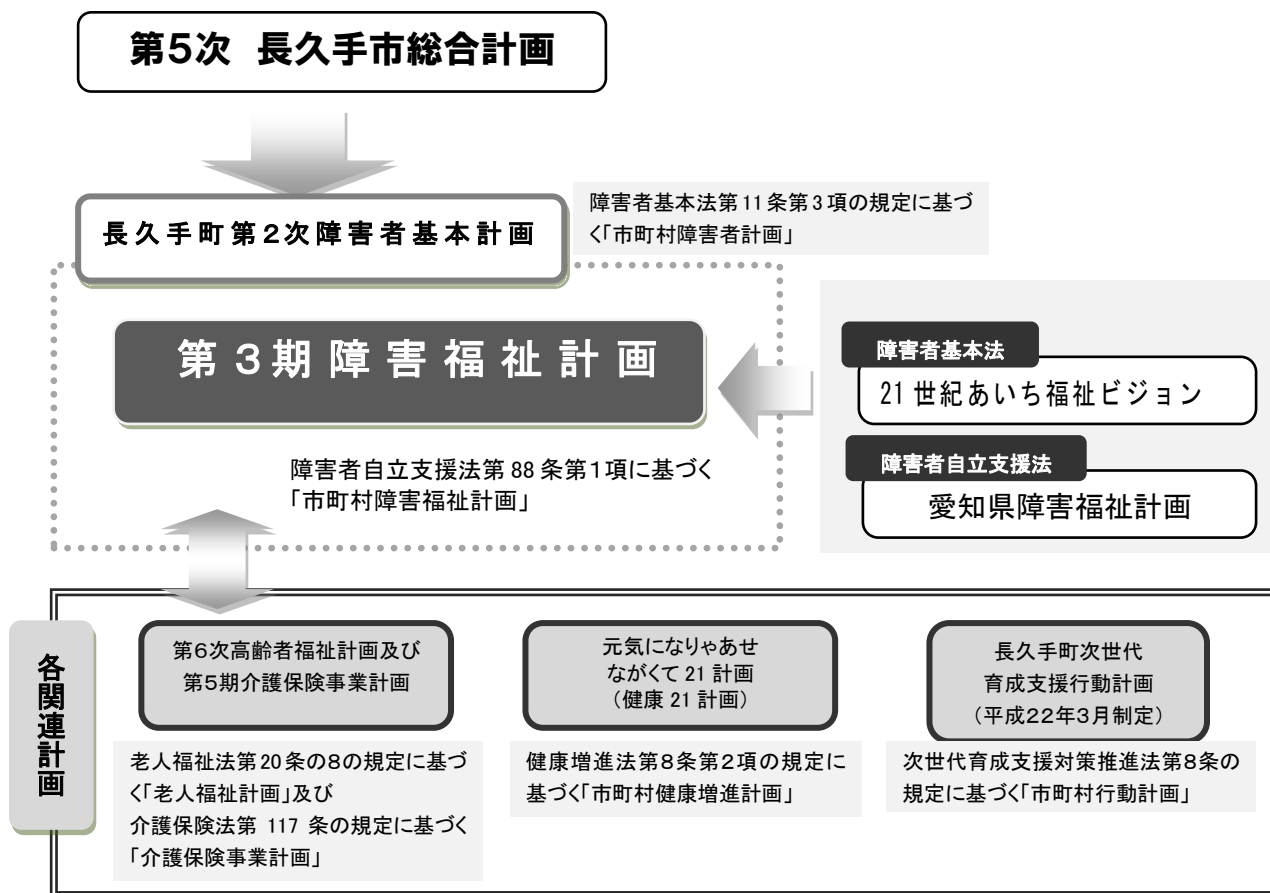 第5次 長久手市総合計画
長久手町第2次障害者基本計画
障害者基本法第11条第3項の規定に基づ
く「市町村障害者計画」
第3期障害福祉計画
障害者自立支援法第88条第1項に基づく
「市町村障害福祉計画」
障害者基本法
21世紀あいち福祉ビジョン
障害者自立支援法
愛知県障害福祉計画
各関連計画
第6次高齢者福祉計画及び
第5期介護保険事業計画
老人福祉法第20条の8の規定に基づ
く「老人福祉計画」及び
介護保険法第 117 条の規定に基づく
「介護保険事業計画」
元気になりゃあせ
ながくて21計画
(健康21計画)
健康増進法第8条第2項の規定に
基づく「市町村健康増進計画」
長久手町次世代
育成支援行動計画
(平成22年3月制定)
次世代育成支援対策推進法第8条の
規定に基づく「市町村行動計画」